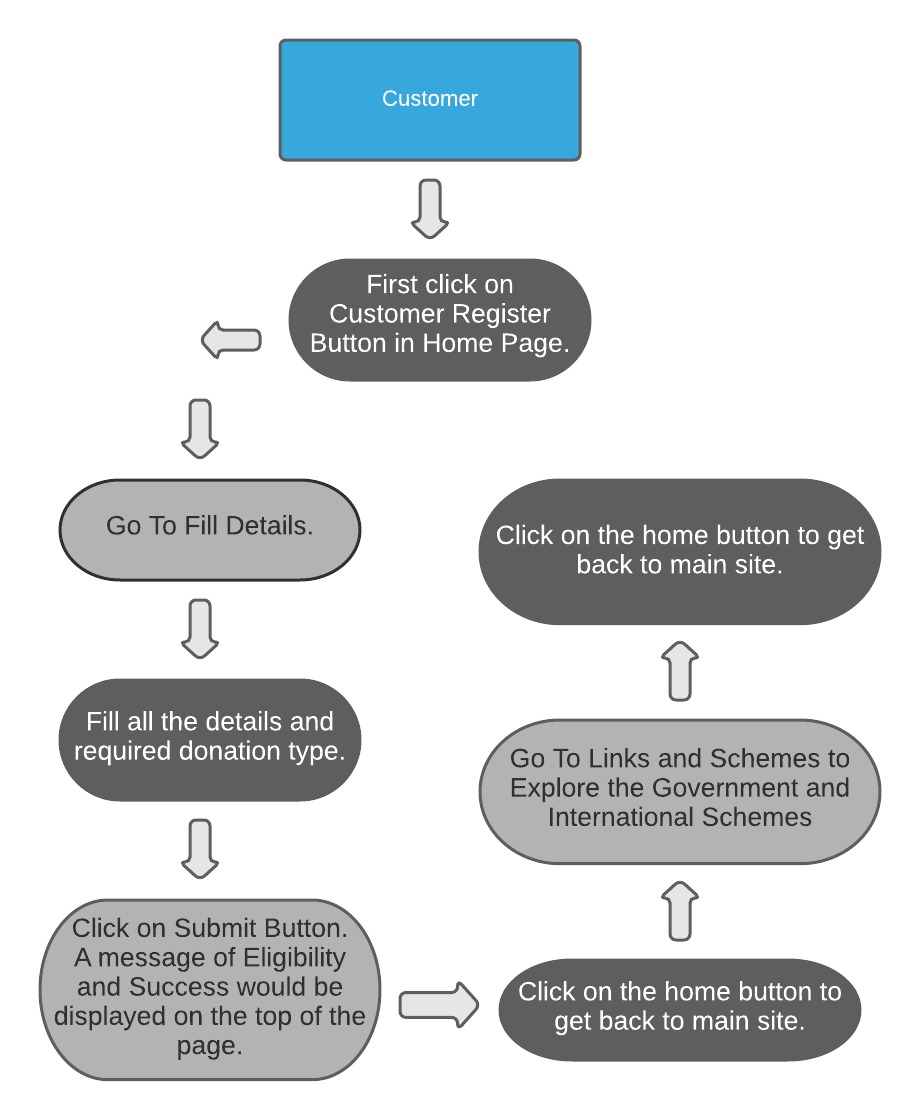 Customer
First click on
Customer Register
Button in Home Page.
Go To Fill Details.
Fill all the details and
required donation type.
Click on Submit Button.
A message of Eligibility
and Success would be
displayed on the top of the
page.
Click on the home button to
get back to main site.
Go To Links and Schemes to
Explore the Government and
International Schemes
Click on the home button to get
back to main site.